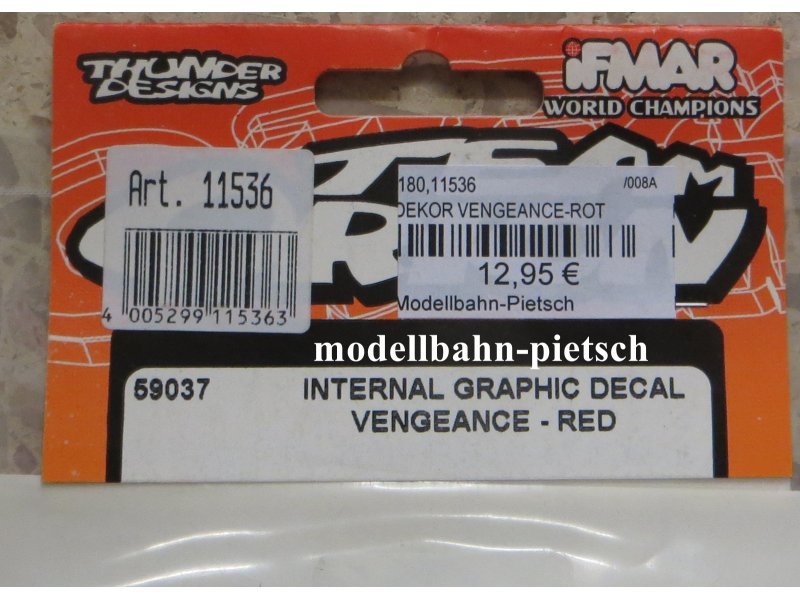 THUNDER
DESIGNS
iFMAR
WORLD CHAMPIONS
TEAM
Art. 11536
4 005299 115363
180,11536 /008A
DEKOR VENGEANCE-ROT
12,95 €
Modellbahn-Pietsch
modellbahn-pietsch
59037 INTERNAL GRAPHIC DECAL
VENGEANCE - RED